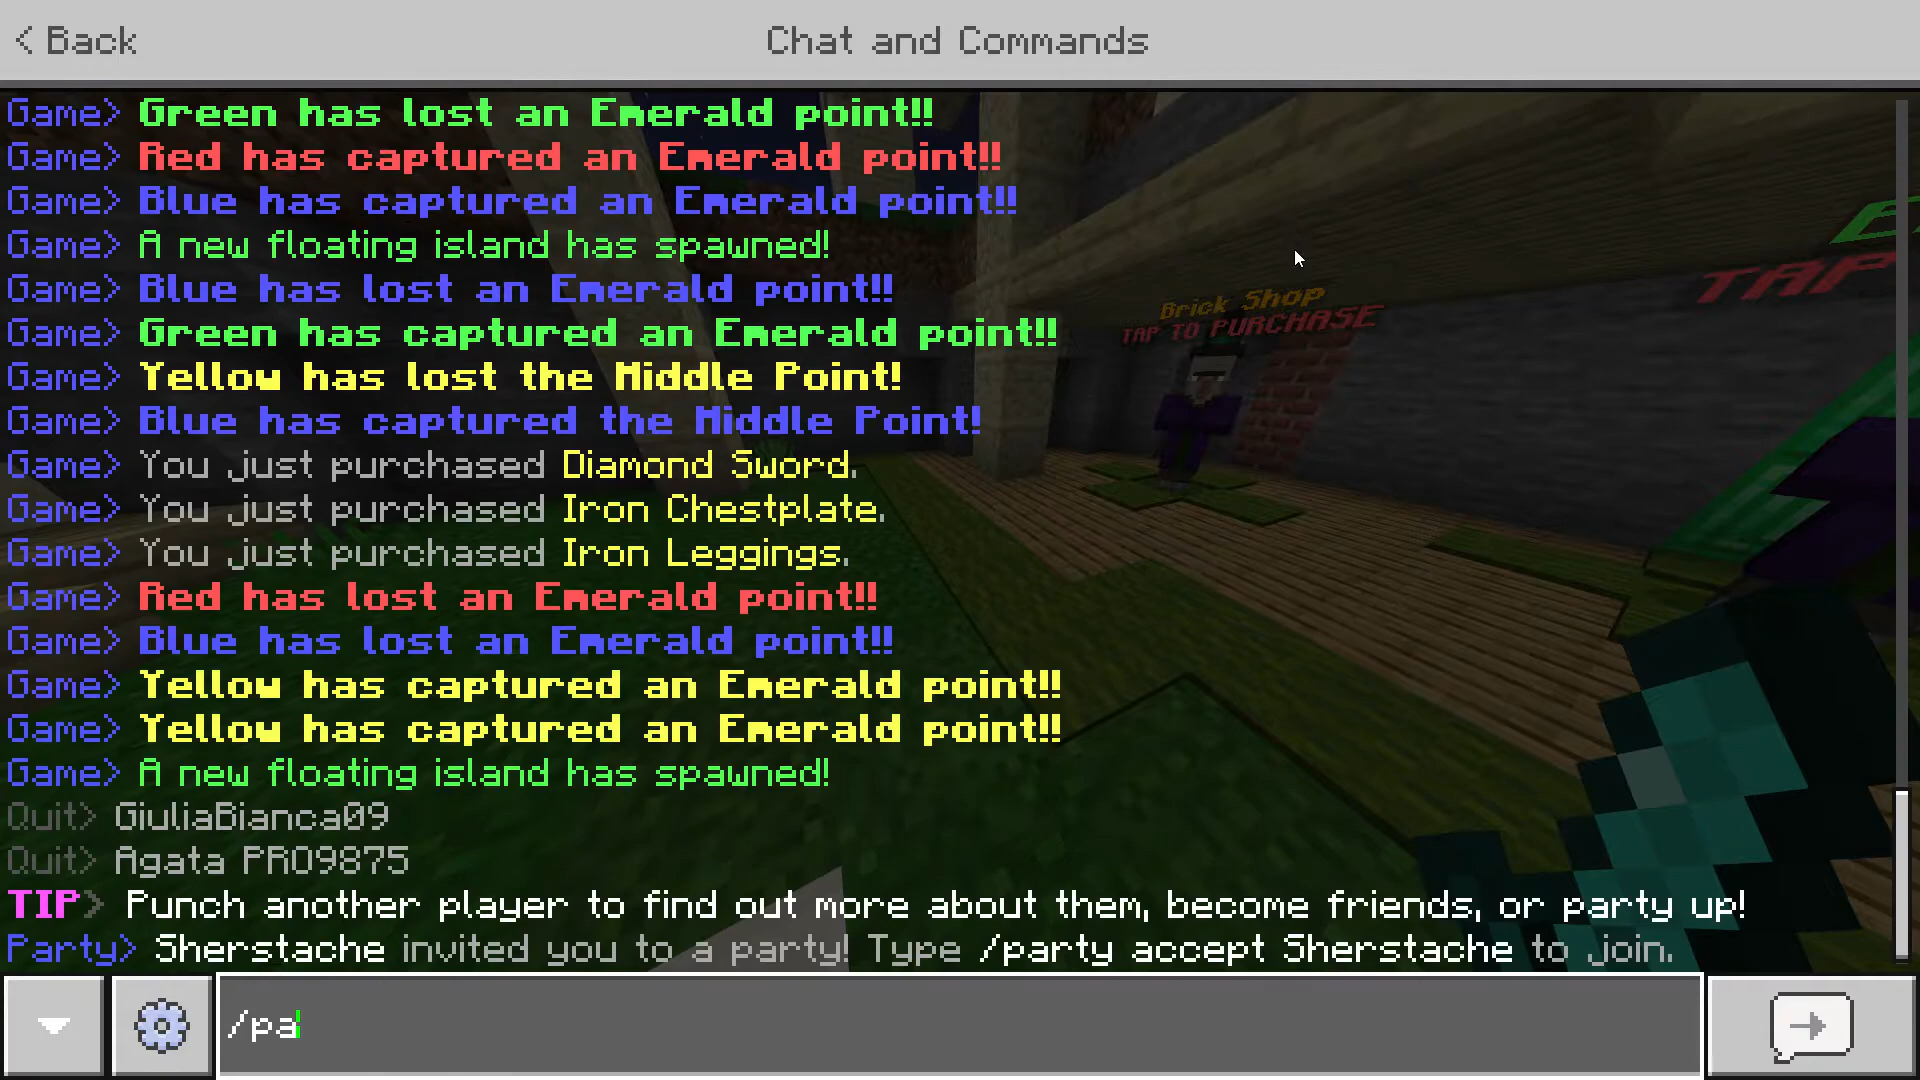 < Back
Chat and Commands
Game> Green has lost an Emerald point!!
Game> Red has captured an Emerald point!!
Game> Blue has captured an Emerald point!!
Game> A new floating island has spawned!
Game> Blue has lost an Emerald point!!
Game> Green has captured an Emerald point!!
Game> Yellow has lost the Middle Point!
Game> Blue has captured the Middle Point!
Game> You just purchased Diamond Sword.
Game> You just purchased Iron Chestplate.
Game> You just purchased Iron Leggings.
Game> Red has lost an Emerald point!!
Game> Blue has lost an Emerald point!!
Game> Yellow has captured an Emerald point!!
Game> Yellow has captured an Emerald point!!
Game> A new floating island has spawned!
Quit> GiuliaBianca09
Quit> Agata PRO9875
TIP> Punch another player to find out more about them, become friends, or party up!
Party> Sherstache invited you to a party! Type /party accept Sherstache to join.
/pa
Brick Shop
TAP TO PURCHASE
TAP